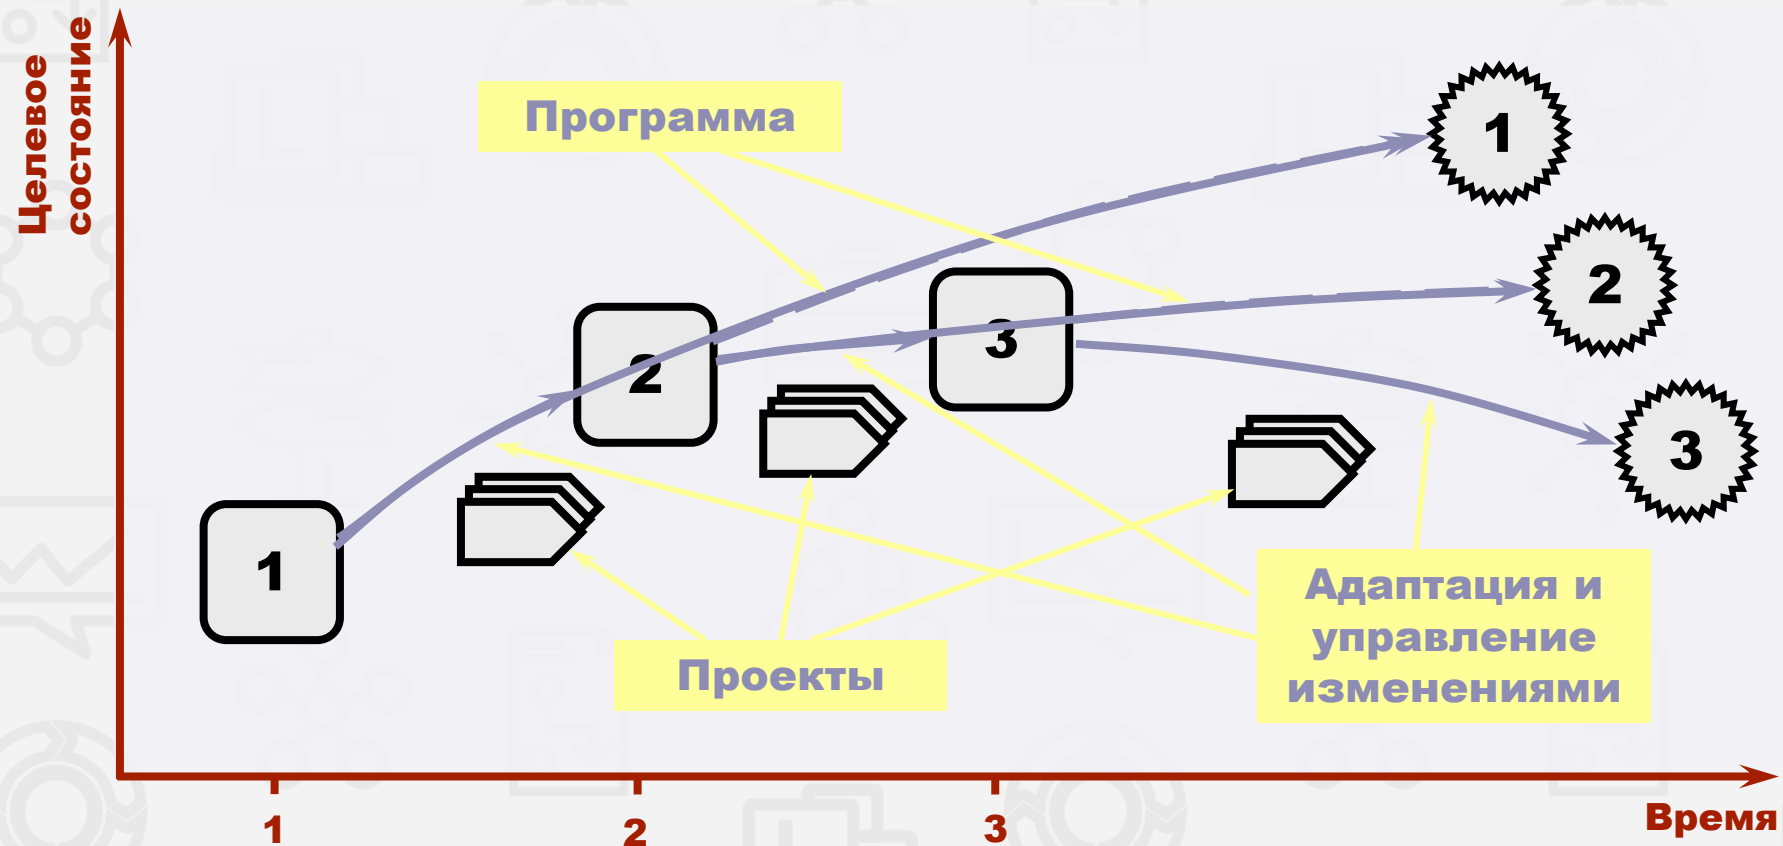 Целевое
состояние
Программа
1
2
3
2
3
1
Проекты
Адаптация и
управление
изменениями
1
2
3
Время